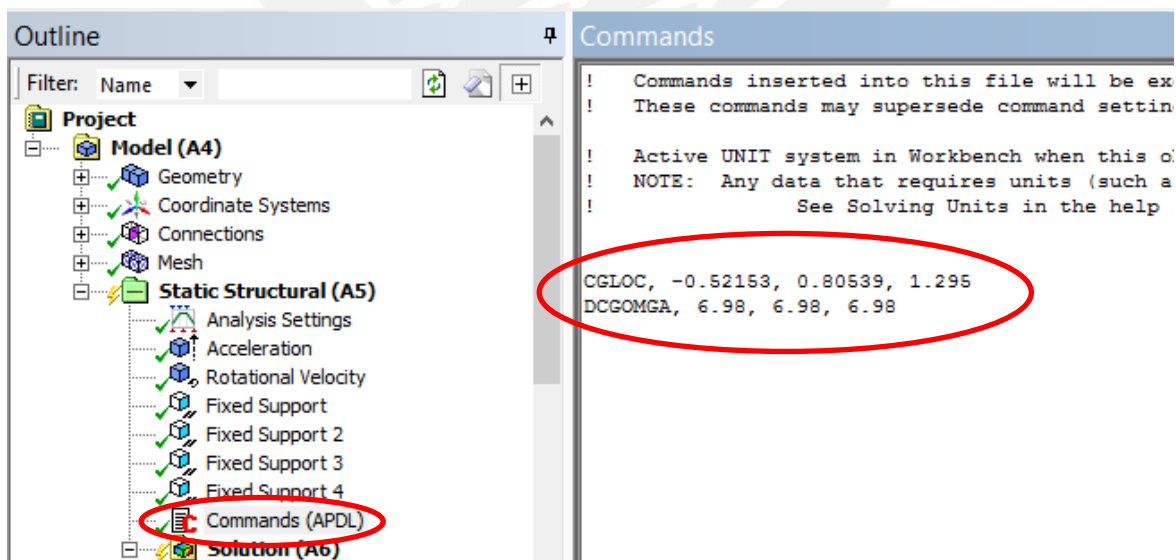 Outline
Filter: Name
Project
Model (A4)
Geometry
Coordinate Systems
Connections
Mesh
Static Structural (A5)
Analysis Settings
Acceleration
Rotational Velocity
Fixed Support
Fixed Support 2
Fixed Support 3
Fixed Support 4
Commands (APDL)
Solution (A6)
Commands
!   Commands inserted into this file will be ex
!   These commands may supersede command settin
!   Active UNIT system in Workbench when this o
!   NOTE:  Any data that requires units (such a
!             See Solving Units in the help
CGLOC, -0.52153, 0.80539, 1.295
DCGOMGA, 6.98, 6.98, 6.98